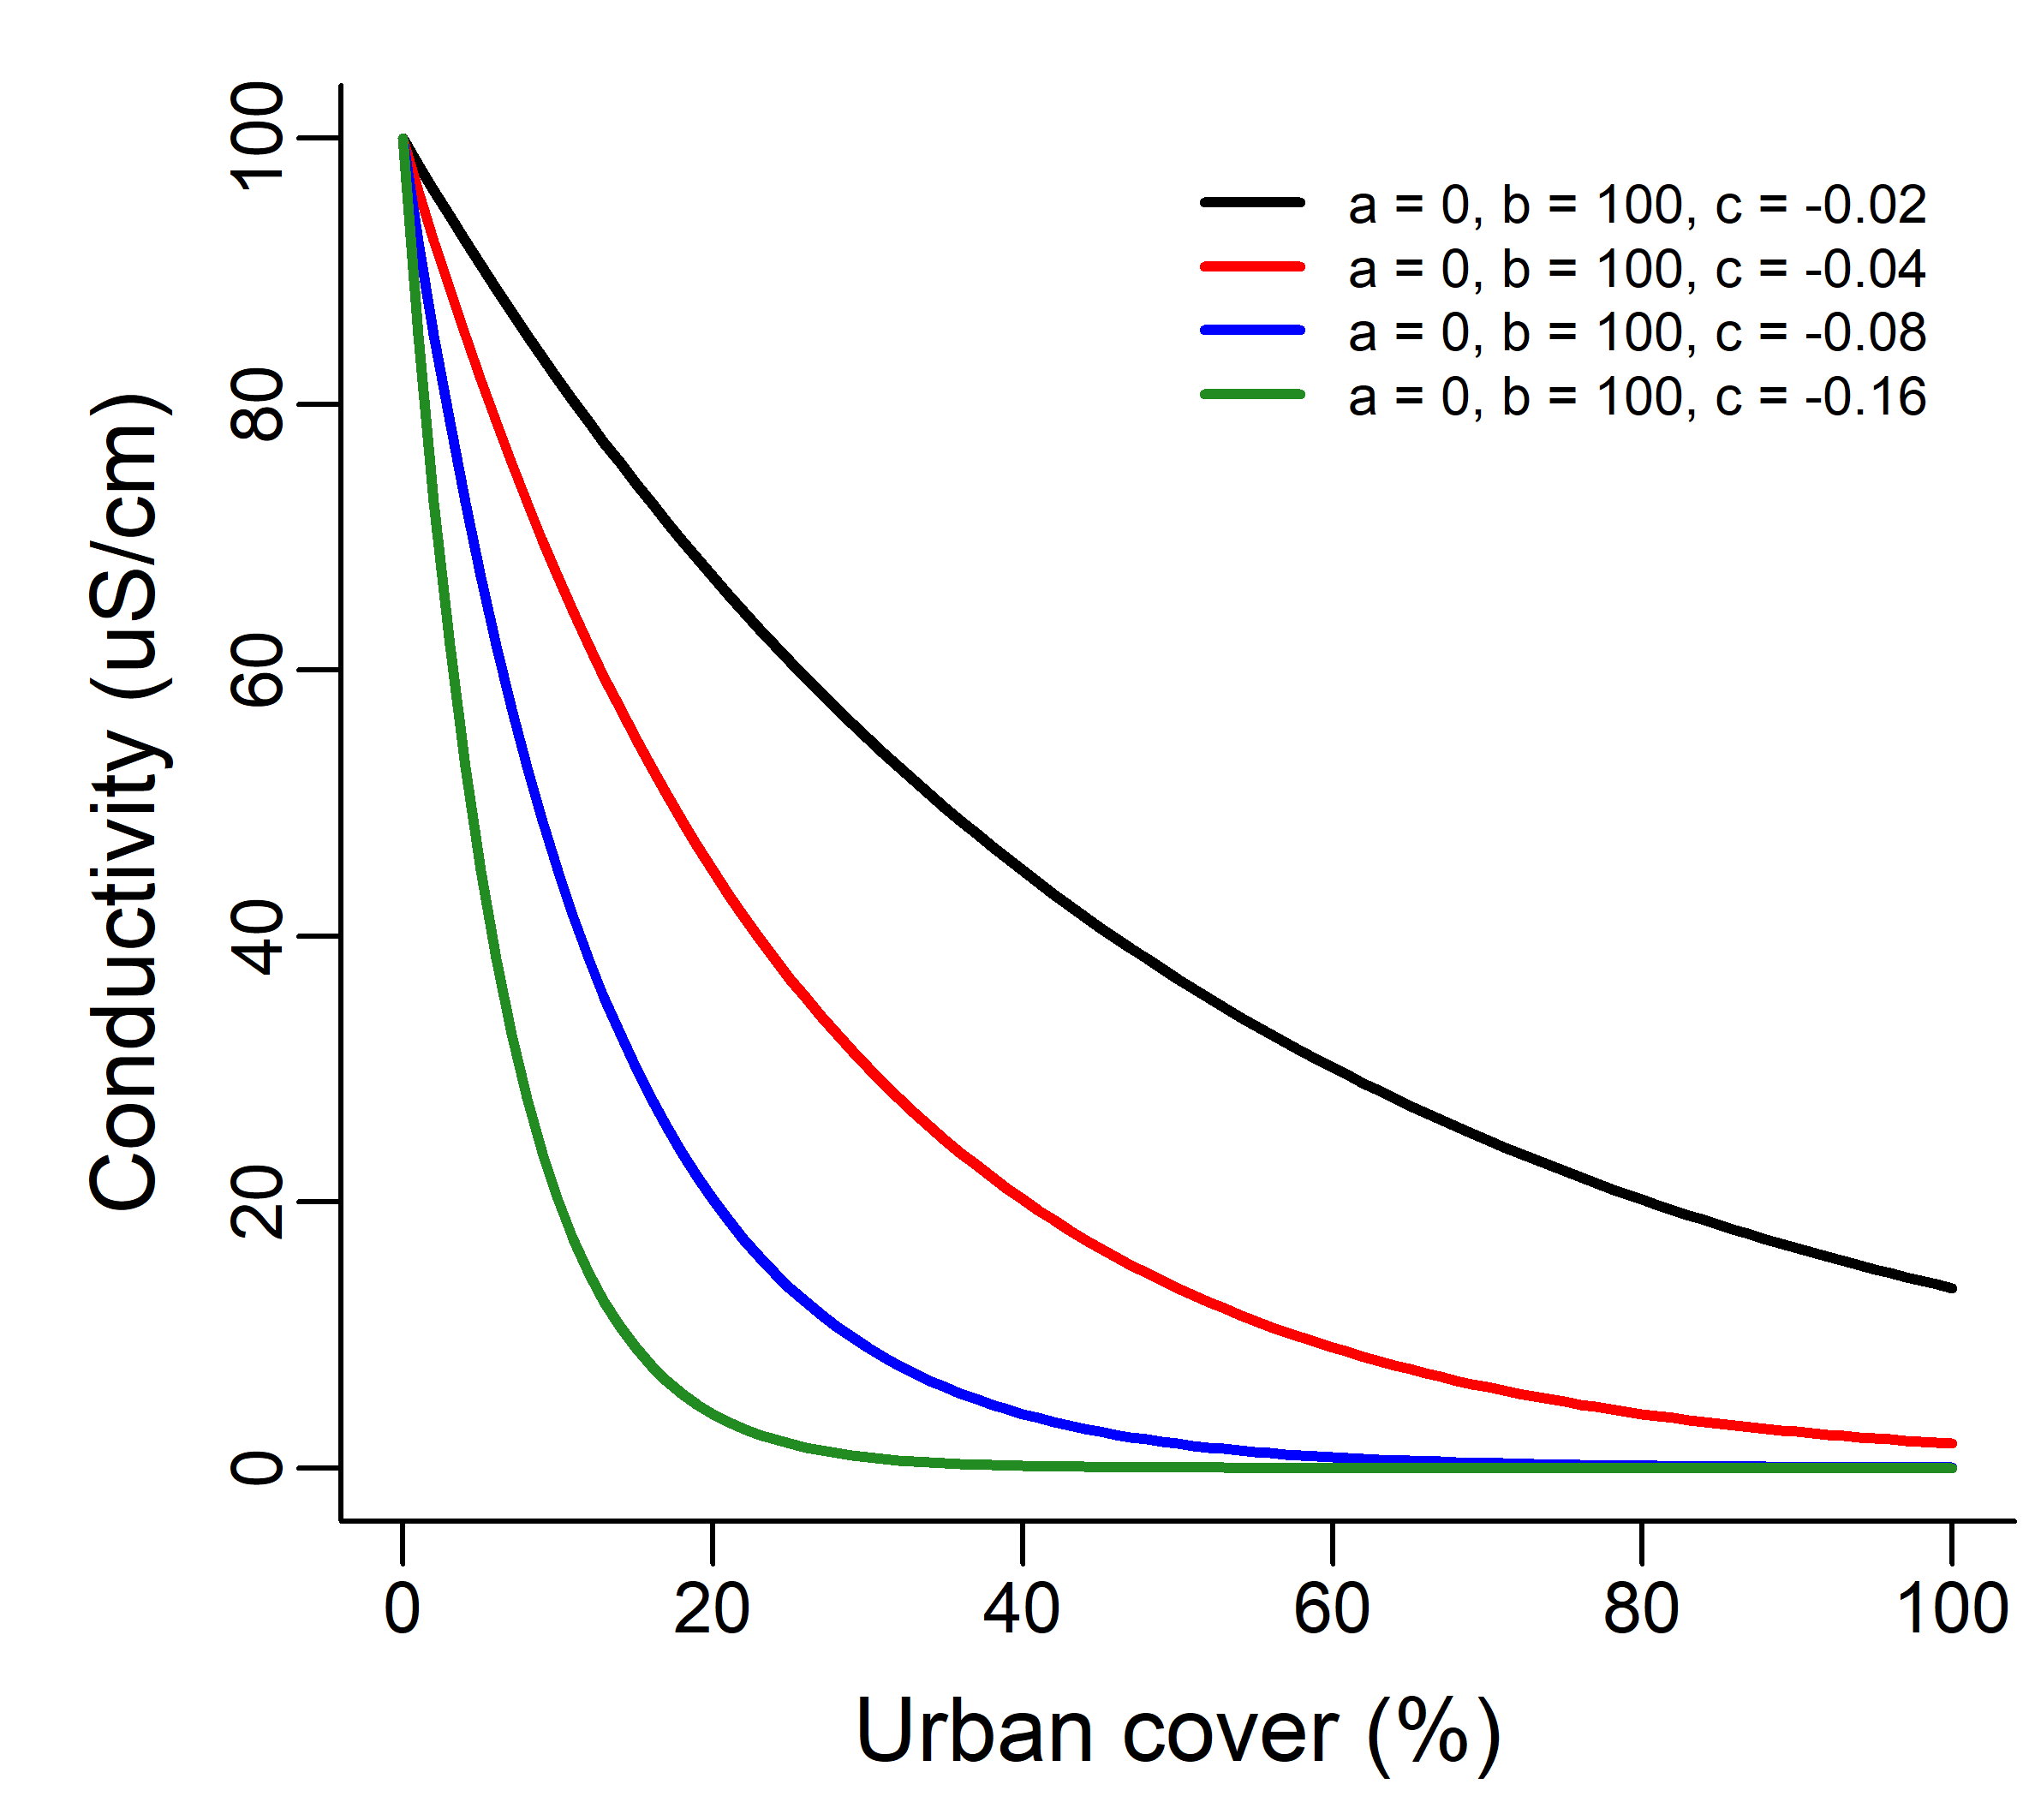 Conductivity (uS/cm)
100
80
60
40
20
0
a = 0, b = 100, c = -0.02
a = 0, b = 100, c = -0.04
a = 0, b = 100, c = -0.08
a = 0, b = 100, c = -0.16
0 20 40 60 80 100
Urban cover (%)